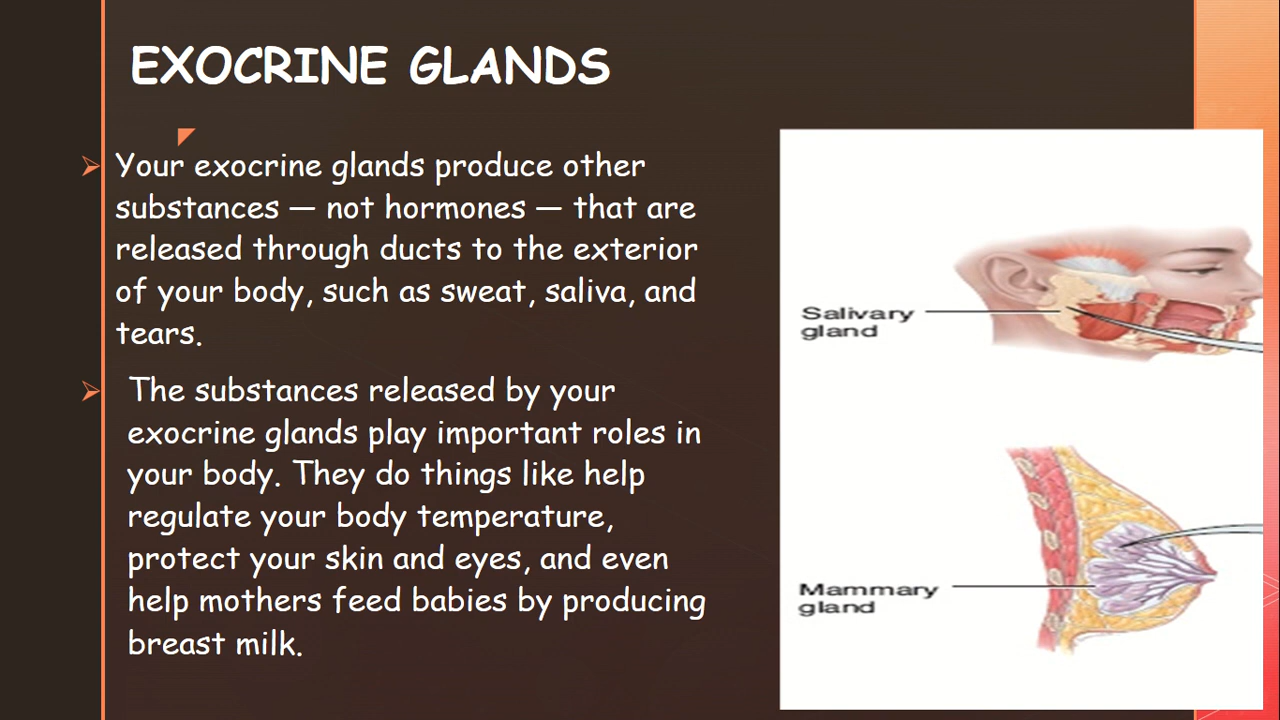 EXOCRINE GLANDS
➢ Your exocrine glands produce other
substances — not hormones — that are
released through ducts to the exterior
of your body, such as sweat, saliva, and
tears.
➢ The substances released by your
exocrine glands play important roles in
your body. They do things like help
regulate your body temperature,
protect your skin and eyes, and even
help mothers feed babies by producing
breast milk.
Salivary
gland
Mammary
gland